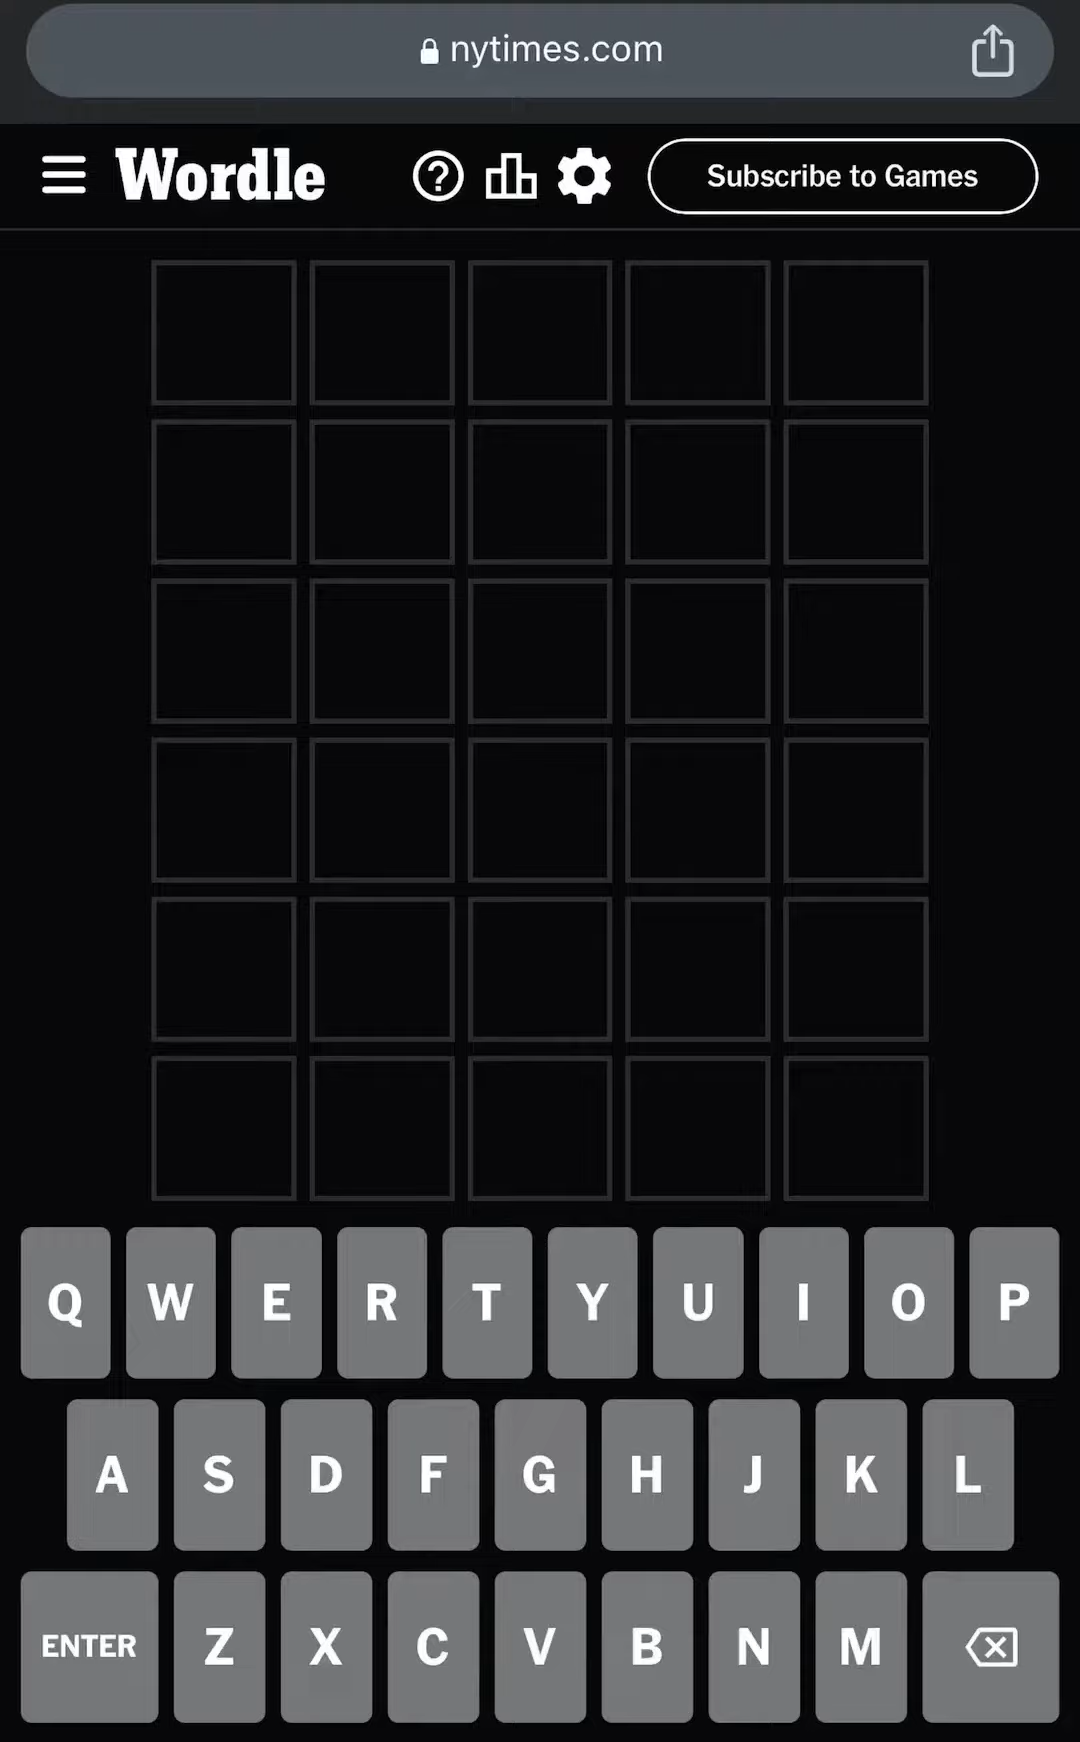 nytimes.com
Wordle
Subscribe to Games
Q W E R T Y U I O P
A S D F G H J K L
ENTER Z X C V B N M